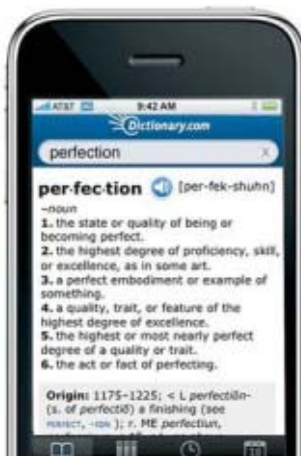 AT&T 9:42 AM
Dictionary.com
perfection X
per·fec·tion [per-fek-shuhn]
–noun
1. the state or quality of being or
becoming perfect.
2. the highest degree of proficiency, skill,
or excellence, as in some art.
3. a perfect embodiment or example of
something.
4. a quality, trait, or feature of the
highest degree of excellence.
5. the highest or most nearly perfect
degree of a quality or trait.
6. the act or fact of perfecting.
Origin: 1175–1225; < L perfectiōn-
(s. of perfectiō) a finishing (see
PERFECT, -ION ); r. ME perfectiun,